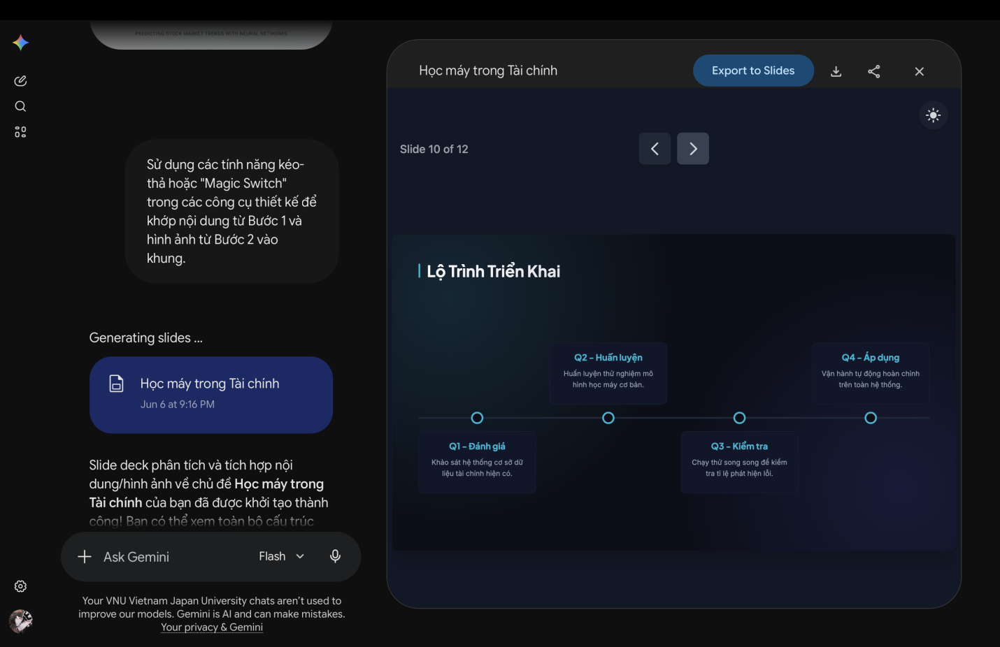 PREDICTING STOCK MARKET TRENDS WITH NEURAL NETWORKS
Sử dụng các tính năng kéo-
thả hoặc "Magic Switch"
trong các công cụ thiết kế để
khớp nội dung từ Bước 1 và
hình ảnh từ Bước 2 vào
khung.
Generating slides ...
Học máy trong Tài chính
Jun 6 at 9:16 PM
Slide deck phân tích và tích hợp nội
dung/hình ảnh về chủ đề Học máy trong
Tài chính của bạn đã được khởi tạo thành
công! Bạn có thể xem toàn bộ cấu trúc
Ask Gemini
Flash
Your VNU Vietnam Japan University chats aren't used to
improve our models. Gemini is AI and can make mistakes.
Your privacy & Gemini
Học máy trong Tài chính
Export to Slides
Slide 10 of 12
Lộ Trình Triển Khai
Q2 – Huấn luyện
Huấn luyện thử nghiệm mô
hình học máy cơ bản.
Q4 – Áp dụng
Vận hành tự động hoàn chỉnh
trên toàn hệ thống.
Q1 – Đánh giá
Khảo sát hệ thống cơ sở dữ
liệu tài chính hiện có.
Q3 – Kiểm tra
Chạy thử song song để kiểm
tra tỉ lệ phát hiện lỗi.